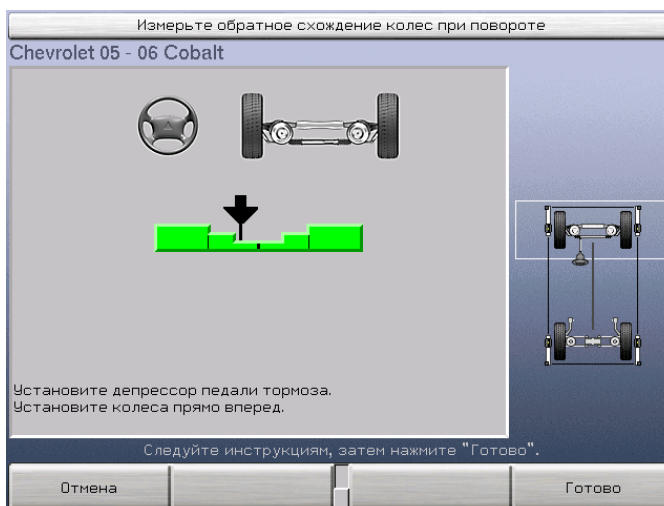 Измерьте обратное схождение колес при повороте
Chevrolet 05 - 06 Cobalt
Установите депрессор педали тормоза.
Установите колеса прямо вперед.
Следуйте инструкциям, затем нажмите "Готово".
Отмена
Готово